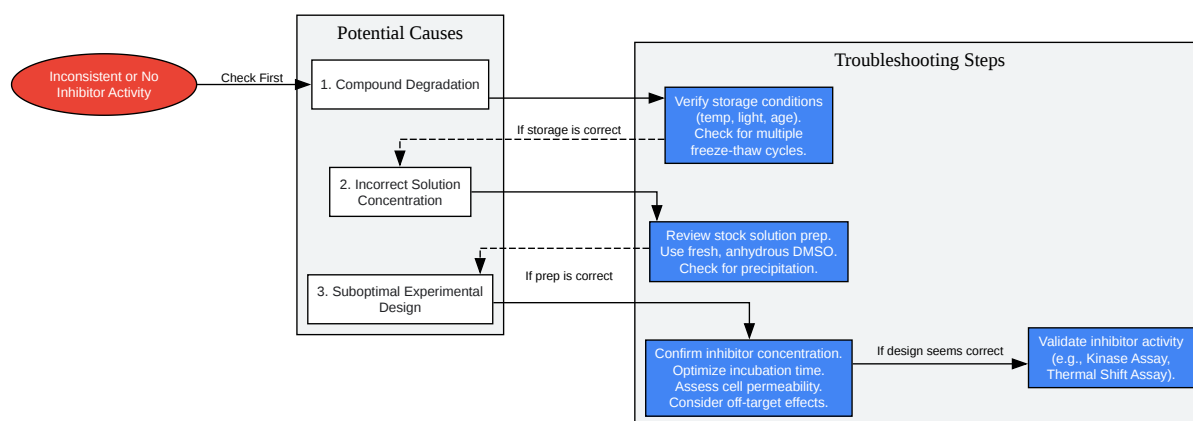 Potential Causes
Troubleshooting Steps
Inconsistent or No
Inhibitor Activity
Check First
1. Compound Degradation
Verify storage conditions
(temp, light, age).
Check for multiple
freeze-thaw cycles.
If storage is correct
2. Incorrect Solution
Concentration
Review stock solution prep.
Use fresh, anhydrous DMSO.
Check for precipitation.
If prep is correct
3. Suboptimal Experimental
Design
Confirm inhibitor concentration.
Optimize incubation time.
Assess cell permeability.
Consider off-target effects.
If design seems correct
Validate inhibitor activity
(e.g., Kinase Assay,
Thermal Shift Assay).